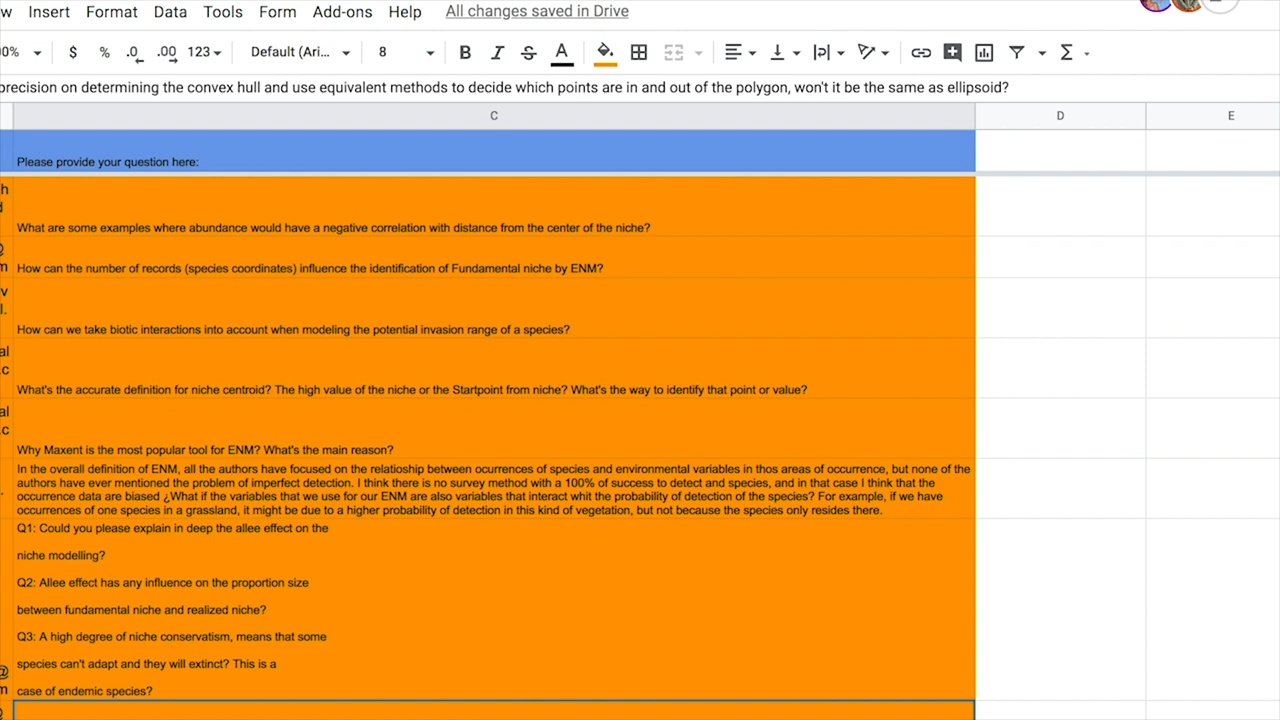 w Insert Format Data Tools Form Add-ons Help All changes saved in Drive
0% $ % .0 .00 123 Default (Ari... 8 B I S A
precision on determining the convex hull and use equivalent methods to decide which points are in and out of the polygon, won't it be the same as ellipsoid?
C D E
Please provide your question here:
h
d
What are some examples where abundance would have a negative correlation with distance from the center of the niche?
@
m
How can the number of records (species coordinates) influence the identification of Fundamental niche by ENM?
v
l.
How can we take biotic interactions into account when modeling the potential invasion range of a species?
al
.c
What's the accurate definition for niche centroid? The high value of the niche or the Startpoint from niche? What's the way to identify that point or value?
al
.c
Why Maxent is the most popular tool for ENM? What's the main reason?
In the overall definition of ENM, all the authors have focused on the relatioship between ocurrences of species and environmental variables in thos areas of occurrence, but none of the
authors have ever mentioned the problem of imperfect detection. I think there is no survey method with a 100% of success to detect and species, and in that case I think that the
occurrence data are biased ¿What if the variables that we use for our ENM are also variables that interact whit the probability of detection of the species? For example, if we have
occurrences of one species in a grassland, it might be due to a higher probability of detection in this kind of vegetation, but not because the species only resides there.
Q1: Could you please explain in deep the allee effect on the
niche modelling?
Q2: Allee effect has any influence on the proportion size
between fundamental niche and realized niche?
Q3: A high degree of niche conservatism, means that some
species can't adapt and they will extinct? This is a
@
m
case of endemic species?